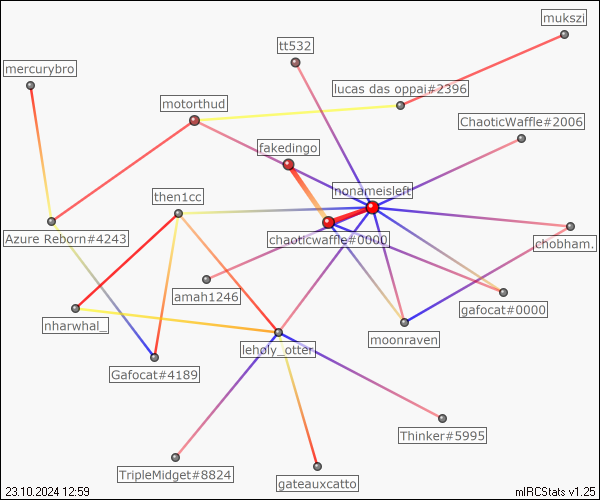 mukszi
tt532
mercurybro
lucas das oppai#2396
motorthud
ChaoticWaffle#2006
fakedingo
nonameisleft
then1cc
Azure Reborn#4243
chaoticwaffle#0000
chobham.
amah1246
gafocat#0000
nharwhal_
moonraven
leholy_otter
Gafocat#4189
Thinker#5995
TripleMidget#8824
gateauxcatto
23.10.2024 12:59
mIRCStats v1.25